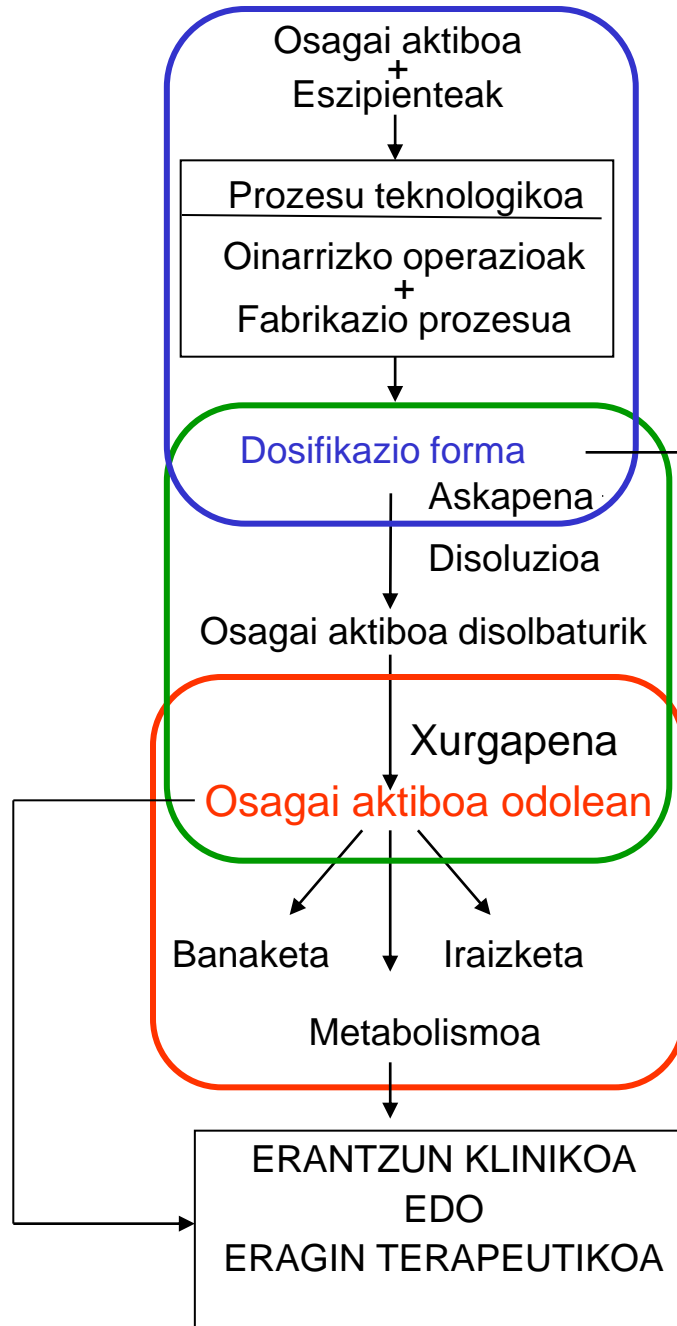 Osagai aktiboa
+
Eszipienteak
Prozesu teknologikoa
Oinarrizko operazioak
+
Fabrikazio prozesua
Dosifikazio forma
Askapena
Disoluzioa
Osagai aktiboa disolbaturik
Xurgapena
Osagai aktiboa odolean
Banaketa Iraizketa
Metabolismoa
ERANTZUN KLINIKOA
EDO
ERAGIN TERAPEUTIKOA